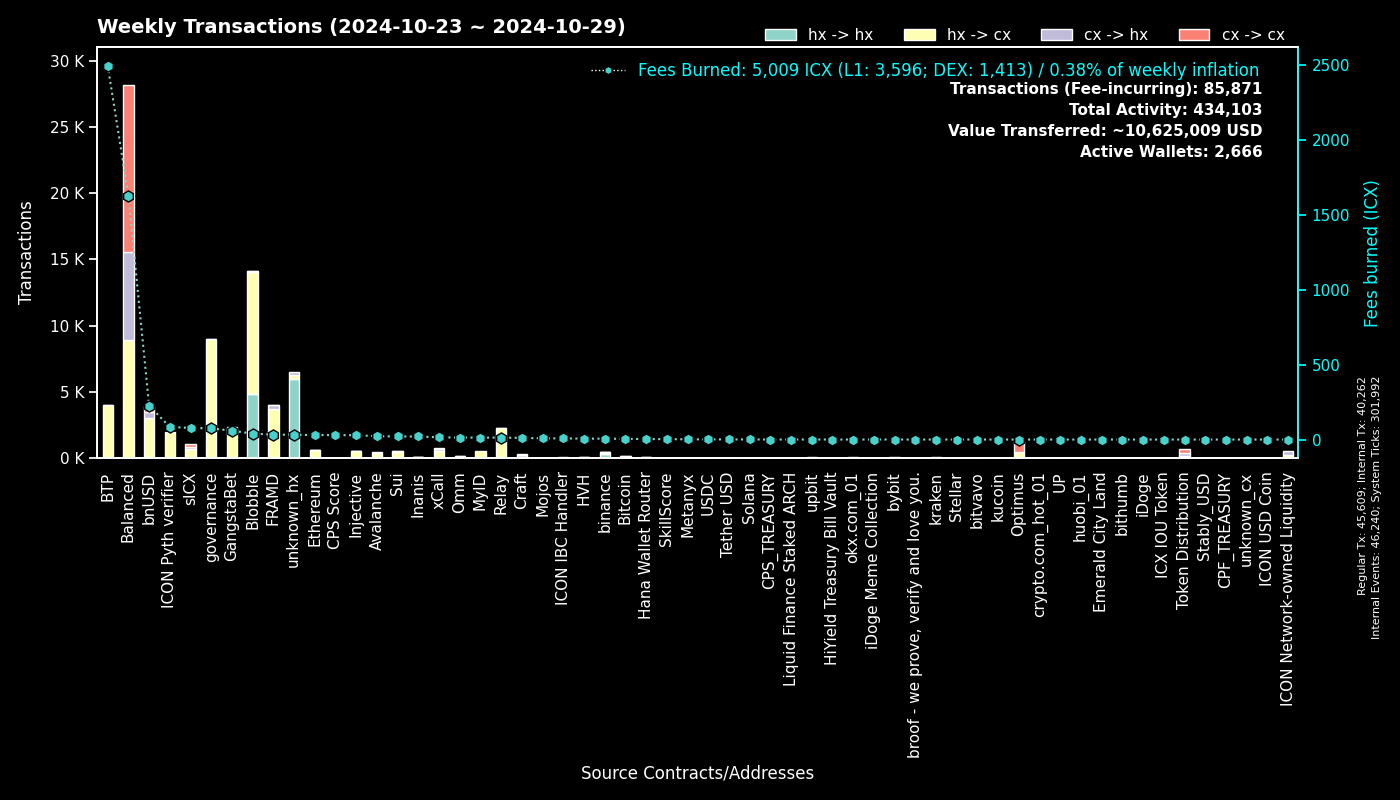 Weekly Transactions (2024-10-23 ~ 2024-10-29)
hx -> hx
hx -> cx
cx -> hx
cx -> cx
Fees Burned: 5,009 ICX (L1: 3,596; DEX: 1,413) / 0.38% of weekly inflation
Transactions (Fee-incurring): 85,871
Total Activity: 434,103
Value Transferred: ~10,625,009 USD
Active Wallets: 2,666
Transactions
30 K
25 K
20 K
15 K
10 K
5 K
0 K
2500
2000
1500
1000
500
0
Fees burned (ICX)
Regular Tx: 45,609; Internal Tx: 40,262
Internal Events: 46,240; System Ticks: 301,992
BTP
Balanced
bnUSD
ICON Pyth verifier
sICX
governance
GangstaBet
Blobble
FRAMD
unknown_hx
Ethereum
CPS Score
Injective
Avalanche
Sui
Inanis
xCall
Omm
MyID
Relay
Craft
Mojos
ICON IBC Handler
HVH
binance
Bitcoin
Hana Wallet Router
SkillScore
Metanyx
USDC
Tether USD
Solana
CPS_TREASURY
Liquid Finance Staked ARCH
upbit
HiYield Treasury Bill Vault
okx.com_01
iDoge Meme Collection
bybit
broof - we prove, verify and love you.
kraken
Stellar
bitvavo
kucoin
Optimus
crypto.com_hot_01
UP
huobi_01
Emerald City Land
bithumb
iDoge
ICX IOU Token
Token Distribution
Stably_USD
CPF_TREASURY
unknown_cx
ICON USD Coin
ICON Network-owned Liquidity
Source Contracts/Addresses